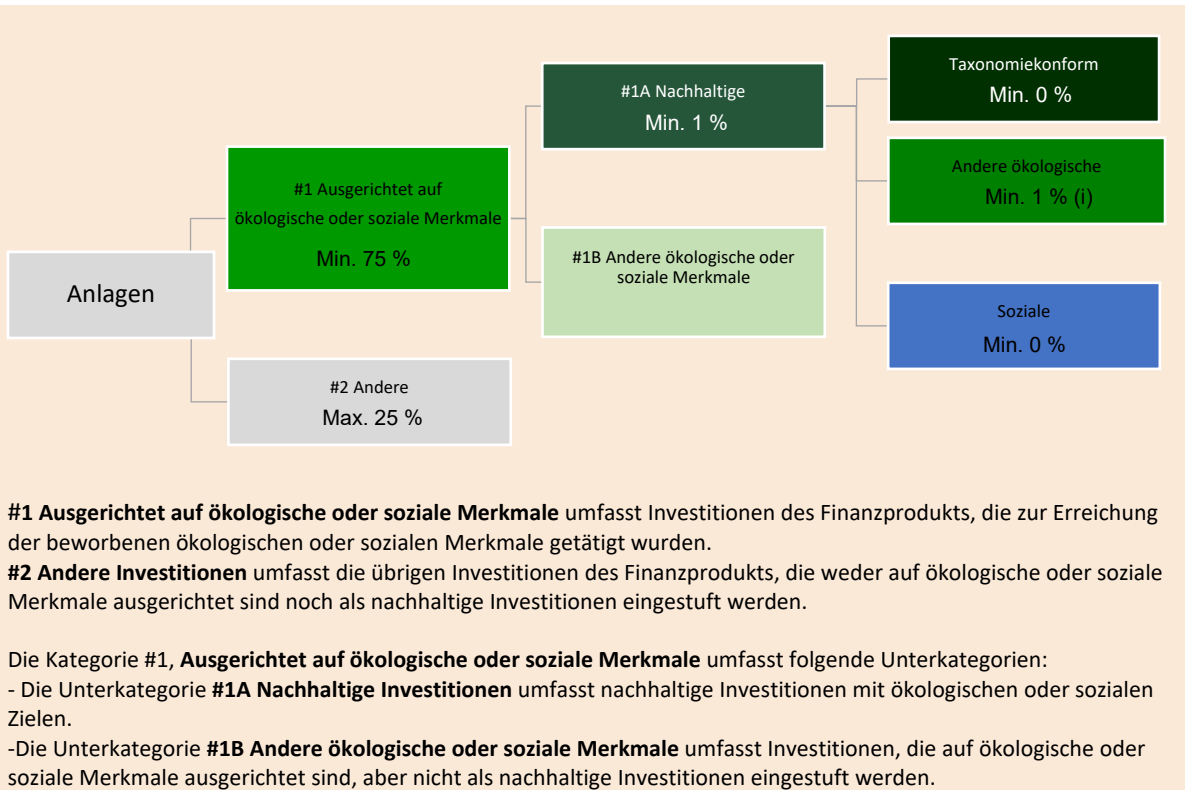 Anlagen
#1 Ausgerichtet auf
ökologische oder soziale Merkmale
Min. 75 %
#2 Andere
Max. 25 %
#1A Nachhaltige
Min. 1 %
#1B Andere ökologische oder
soziale Merkmale
Taxonomiekonform
Min. 0 %
Andere ökologische
Min. 1 % (i)
Soziale
Min. 0 %
#1 Ausgerichtet auf ökologische oder soziale Merkmale umfasst Investitionen des Finanzprodukts, die zur Erreichung
der beworbenen ökologischen oder sozialen Merkmale getätigt wurden.
#2 Andere Investitionen umfasst die übrigen Investitionen des Finanzprodukts, die weder auf ökologische oder soziale
Merkmale ausgerichtet sind noch als nachhaltige Investitionen eingestuft werden.
Die Kategorie #1, Ausgerichtet auf ökologische oder soziale Merkmale umfasst folgende Unterkategorien:
- Die Unterkategorie #1A Nachhaltige Investitionen umfasst nachhaltige Investitionen mit ökologischen oder sozialen
Zielen.
-Die Unterkategorie #1B Andere ökologische oder soziale Merkmale umfasst Investitionen, die auf ökologische oder
soziale Merkmale ausgerichtet sind, aber nicht als nachhaltige Investitionen eingestuft werden.